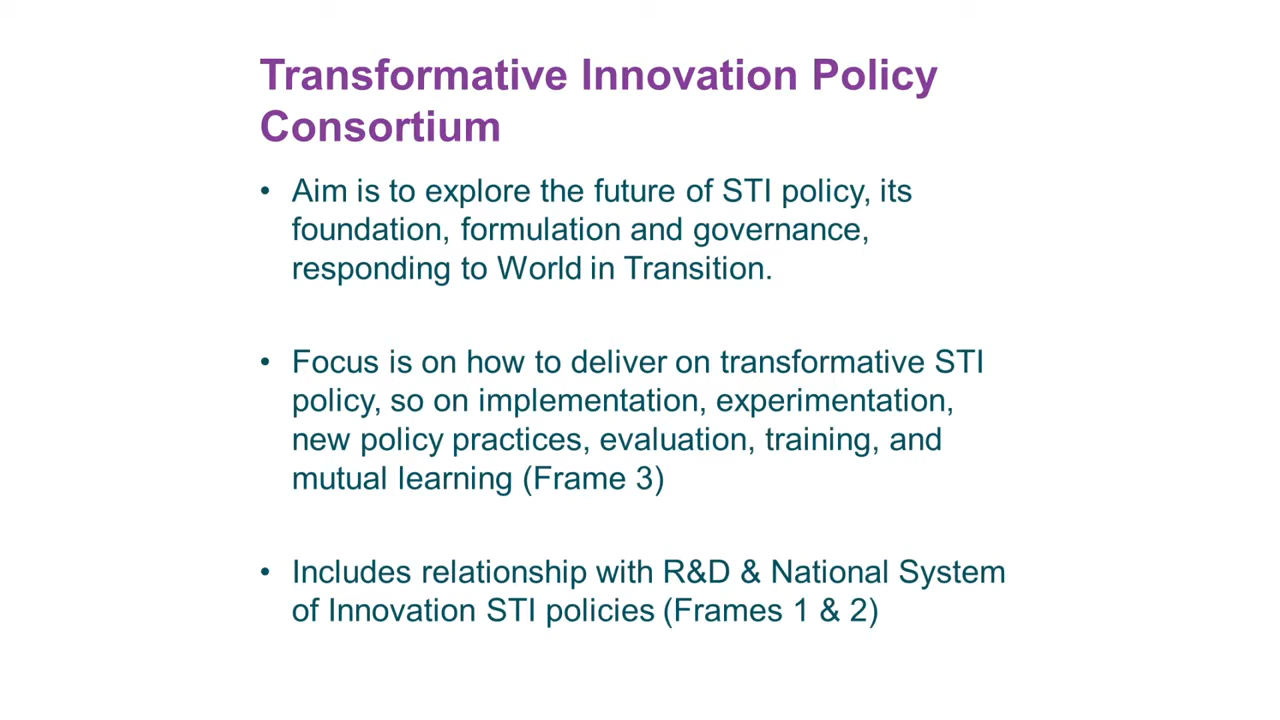 Transformative Innovation Policy
Consortium
• Aim is to explore the future of STI policy, its
foundation, formulation and governance,
responding to World in Transition.
• Focus is on how to deliver on transformative STI
policy, so on implementation, experimentation,
new policy practices, evaluation, training, and
mutual learning (Frame 3)
• Includes relationship with R&D & National System
of Innovation STI policies (Frames 1 & 2)